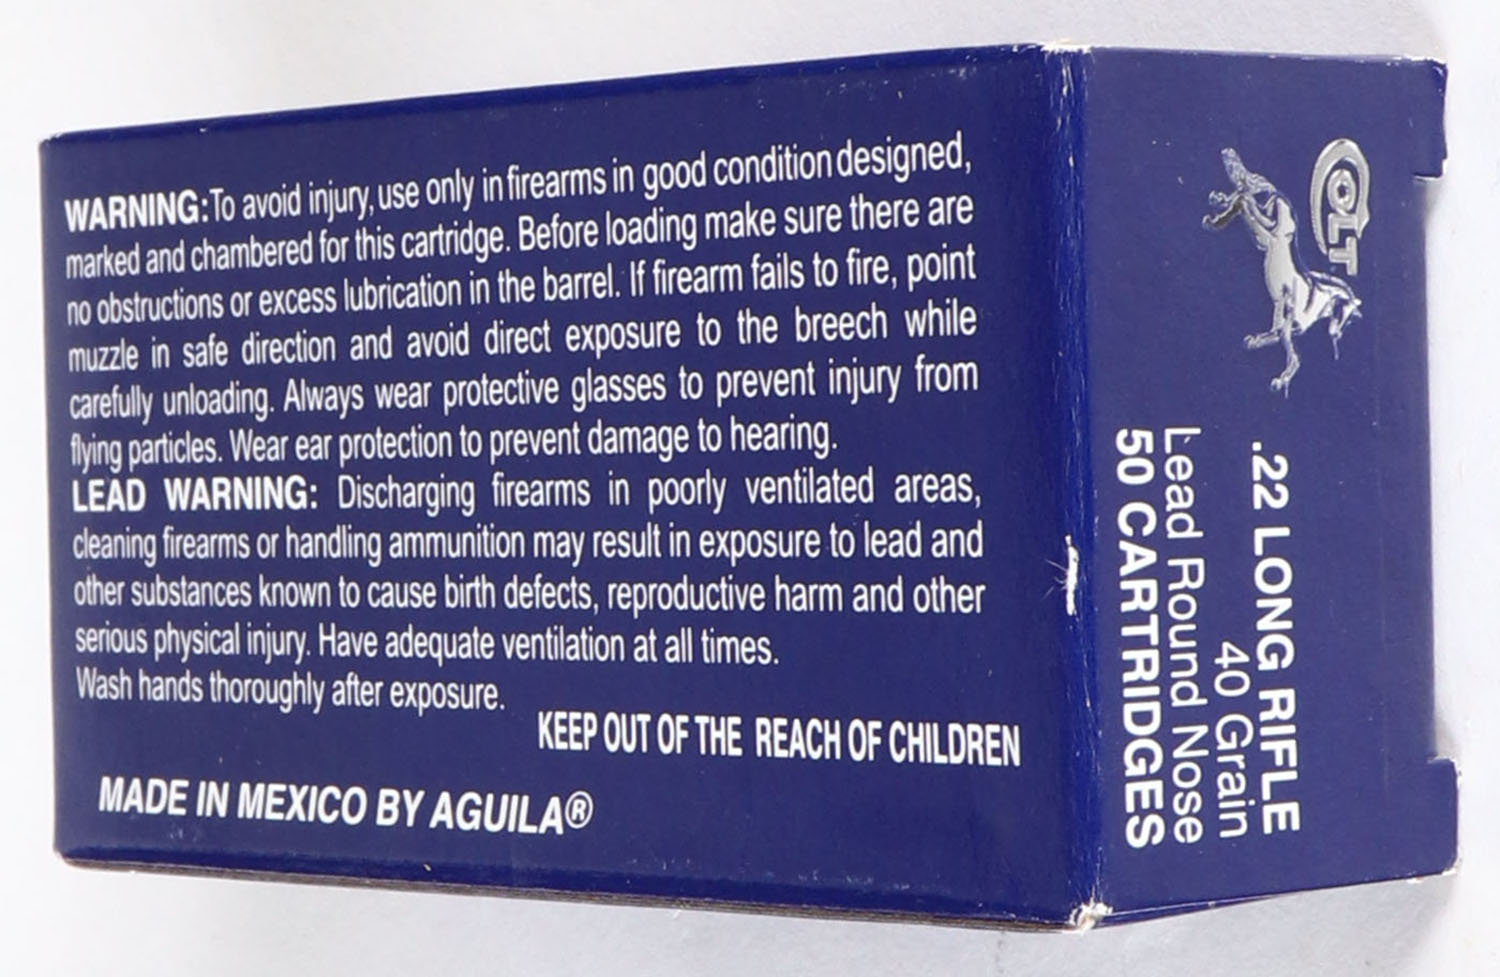 WARNING: To avoid injury, use only in firearms in good condition designed,
marked and chambered for this cartridge. Before loading make sure there are
no obstructions or excess lubrication in the barrel. If firearm fails to fire, point
muzzle in safe direction and avoid direct exposure to the breech while
carefully unloading. Always wear protective glasses to prevent injury from
flying particles. Wear ear protection to prevent damage to hearing.
LEAD WARNING: Discharging firearms in poorly ventilated areas,
cleaning firearms or handling ammunition may result in exposure to lead and
other substances known to cause birth defects, reproductive harm and other
serious physical injury. Have adequate ventilation at all times.
Wash hands thoroughly after exposure.
KEEP OUT OF THE REACH OF CHILDREN
MADE IN MEXICO BY AGUILA®
COLT
.22 LONG RIFLE
40 Grain
Lead Round Nose
50 CARTRIDGES